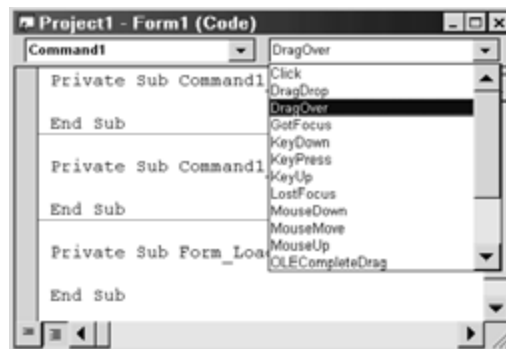 Project1 - Form1 (Code)
Command1
DragOver
Private Sub Command1
End Sub
Private Sub Command1
End Sub
Private Sub Form_Loa
End Sub
Click
DragDrop
DragOver
GotFocus
KeyDown
KeyPress
KeyUp
LostFocus
MouseDown
MouseMove
MouseUp
OLECompleteDrag